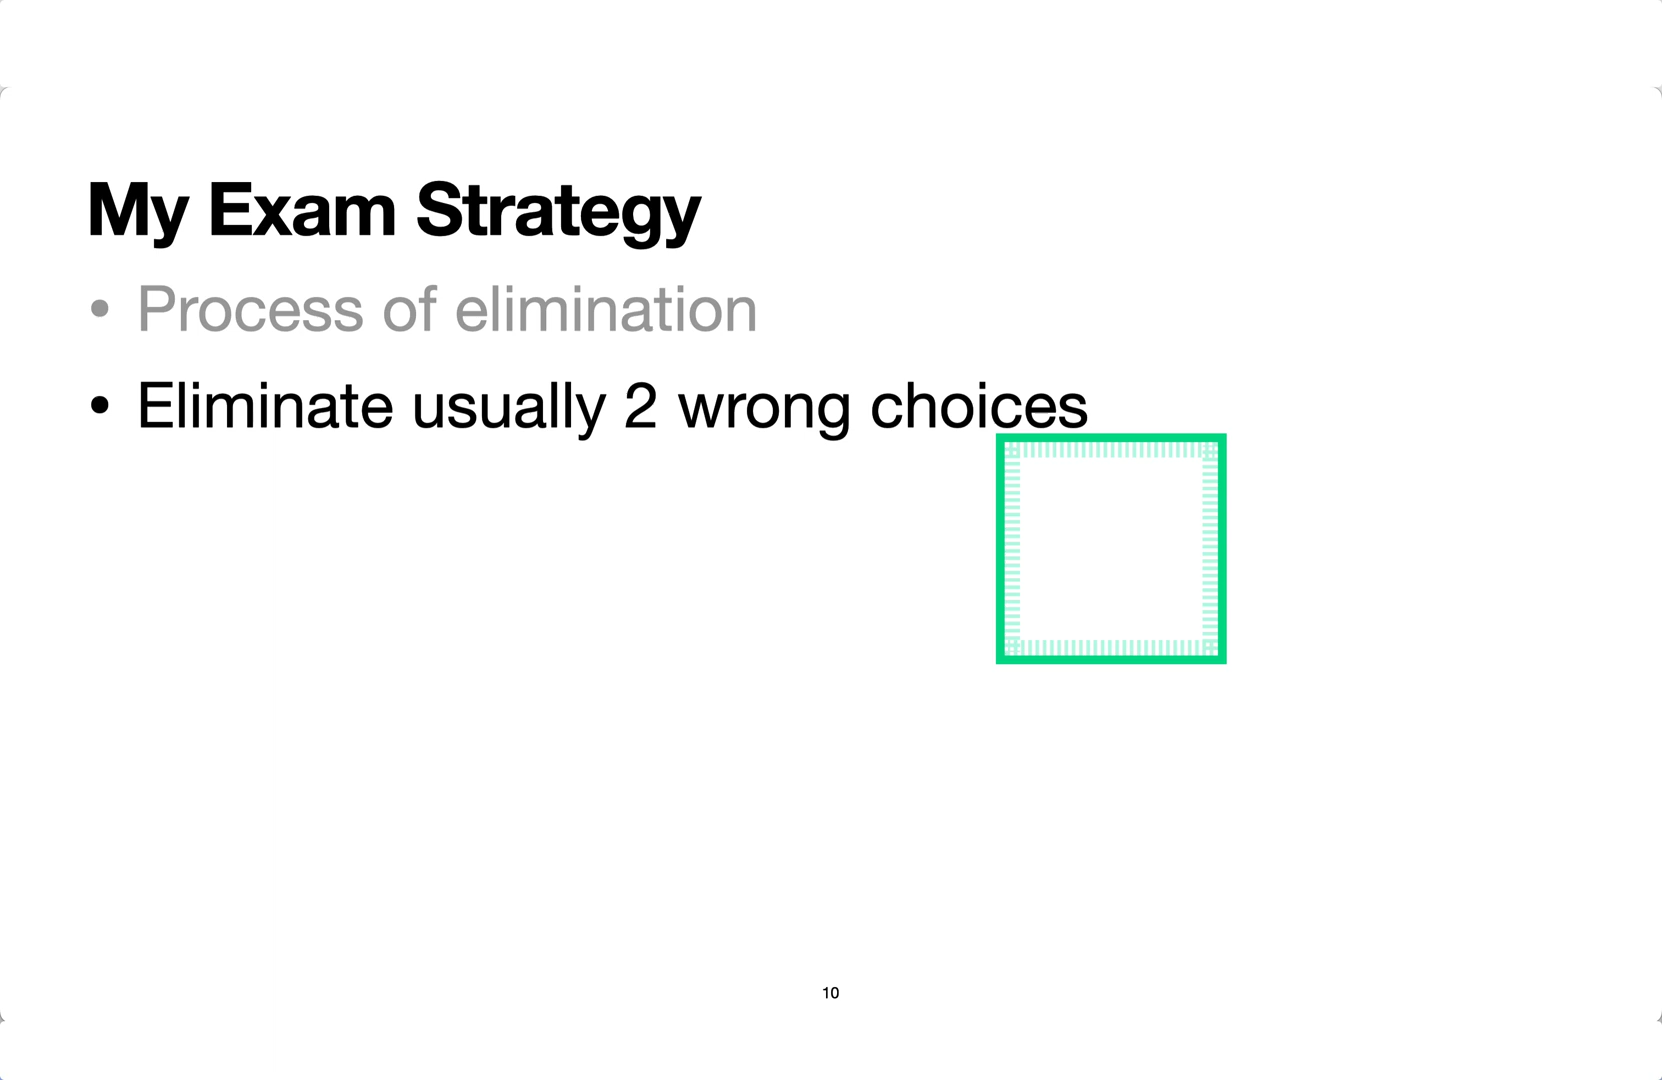 My Exam Strategy
• Process of elimination
• Eliminate usually 2 wrong choices
10